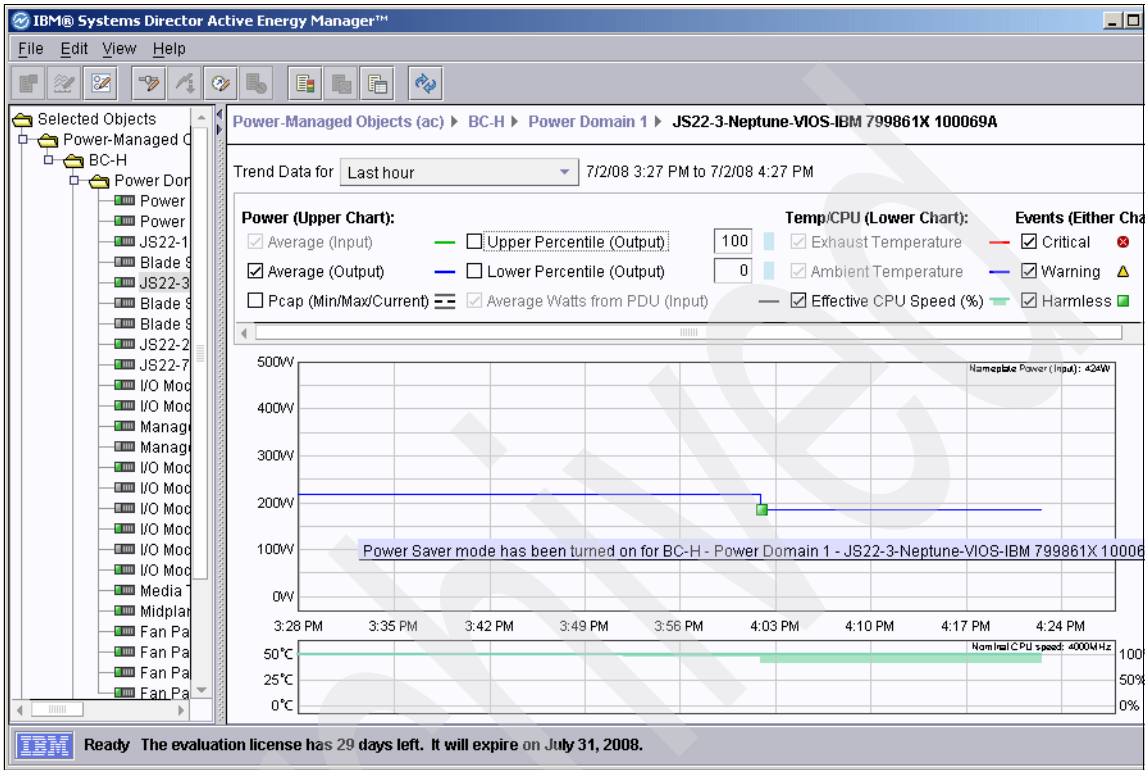 IBM® Systems Director Active Energy Manager™
File Edit View Help
Selected Objects
Power-Managed C
BC-H
Power Dor
Power
Power
JS22-1
Blade S
JS22-3
Blade S
Blade S
JS22-2
JS22-7
I/O Moc
I/O Moc
Manage
Manage
I/O Moc
I/O Moc
I/O Moc
I/O Moc
I/O Moc
I/O Moc
Media T
Midplar
Fan Pa
Fan Pa
Fan Pa
Fan Pa
Power-Managed Objects (ac) BC-H Power Domain 1 JS22-3-Neptune-VIOS-IBM 799861X 100069A
Trend Data for Last hour 7/2/08 3:27 PM to 7/2/08 4:27 PM
Power (Upper Chart): Temp/CPU (Lower Chart): Events (Either Cha
Average (Input) Upper Percentile (Output) 100 Exhaust Temperature Critical
Average (Output) Lower Percentile (Output) 0 Ambient Temperature Warning
Pcap (Min/Max/Current) Average Watts from PDU (Input) Effective CPU Speed (%) Harmless
500W
Nameplate Power (Input): 424W
400W
300W
200W
100W
Power Saver mode has been turned on for BC-H - Power Domain 1 - JS22-3-Neptune-VIOS-IBM 799861X 10006
0W
3:28 PM 3:35 PM 3:42 PM 3:49 PM 3:56 PM 4:03 PM 4:10 PM 4:17 PM 4:24 PM
Nominal CPU speed: 4000MHz
50°C 100%
25°C 50%
0°C 0%
IBM Ready The evaluation license has 29 days left. It will expire on July 31, 2008.